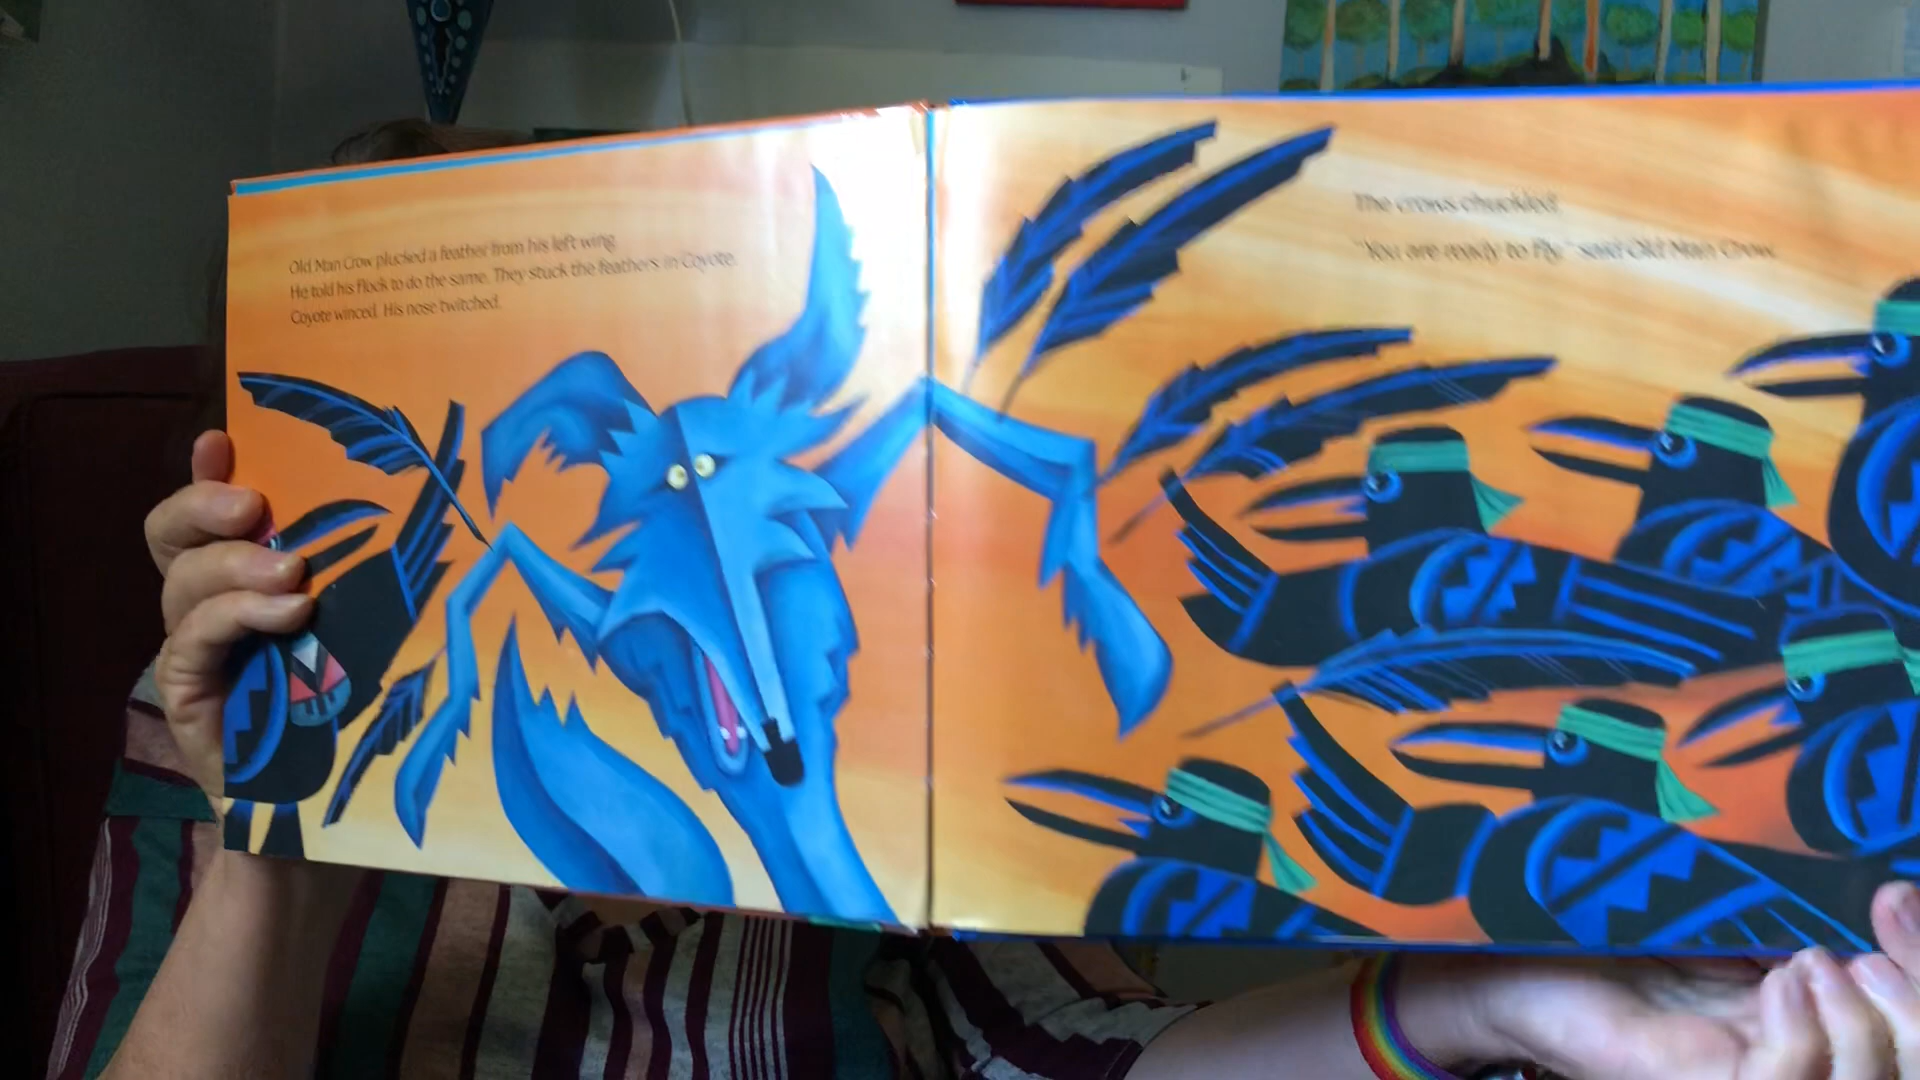 Old Man Crow plucked a feather from his left wing.
He told his flock to do the same. They stuck the feathers in Coyote.
Coyote winced. His nose twitched.
The crows chuckled.
"You are ready to fly," said Old Man Crow.